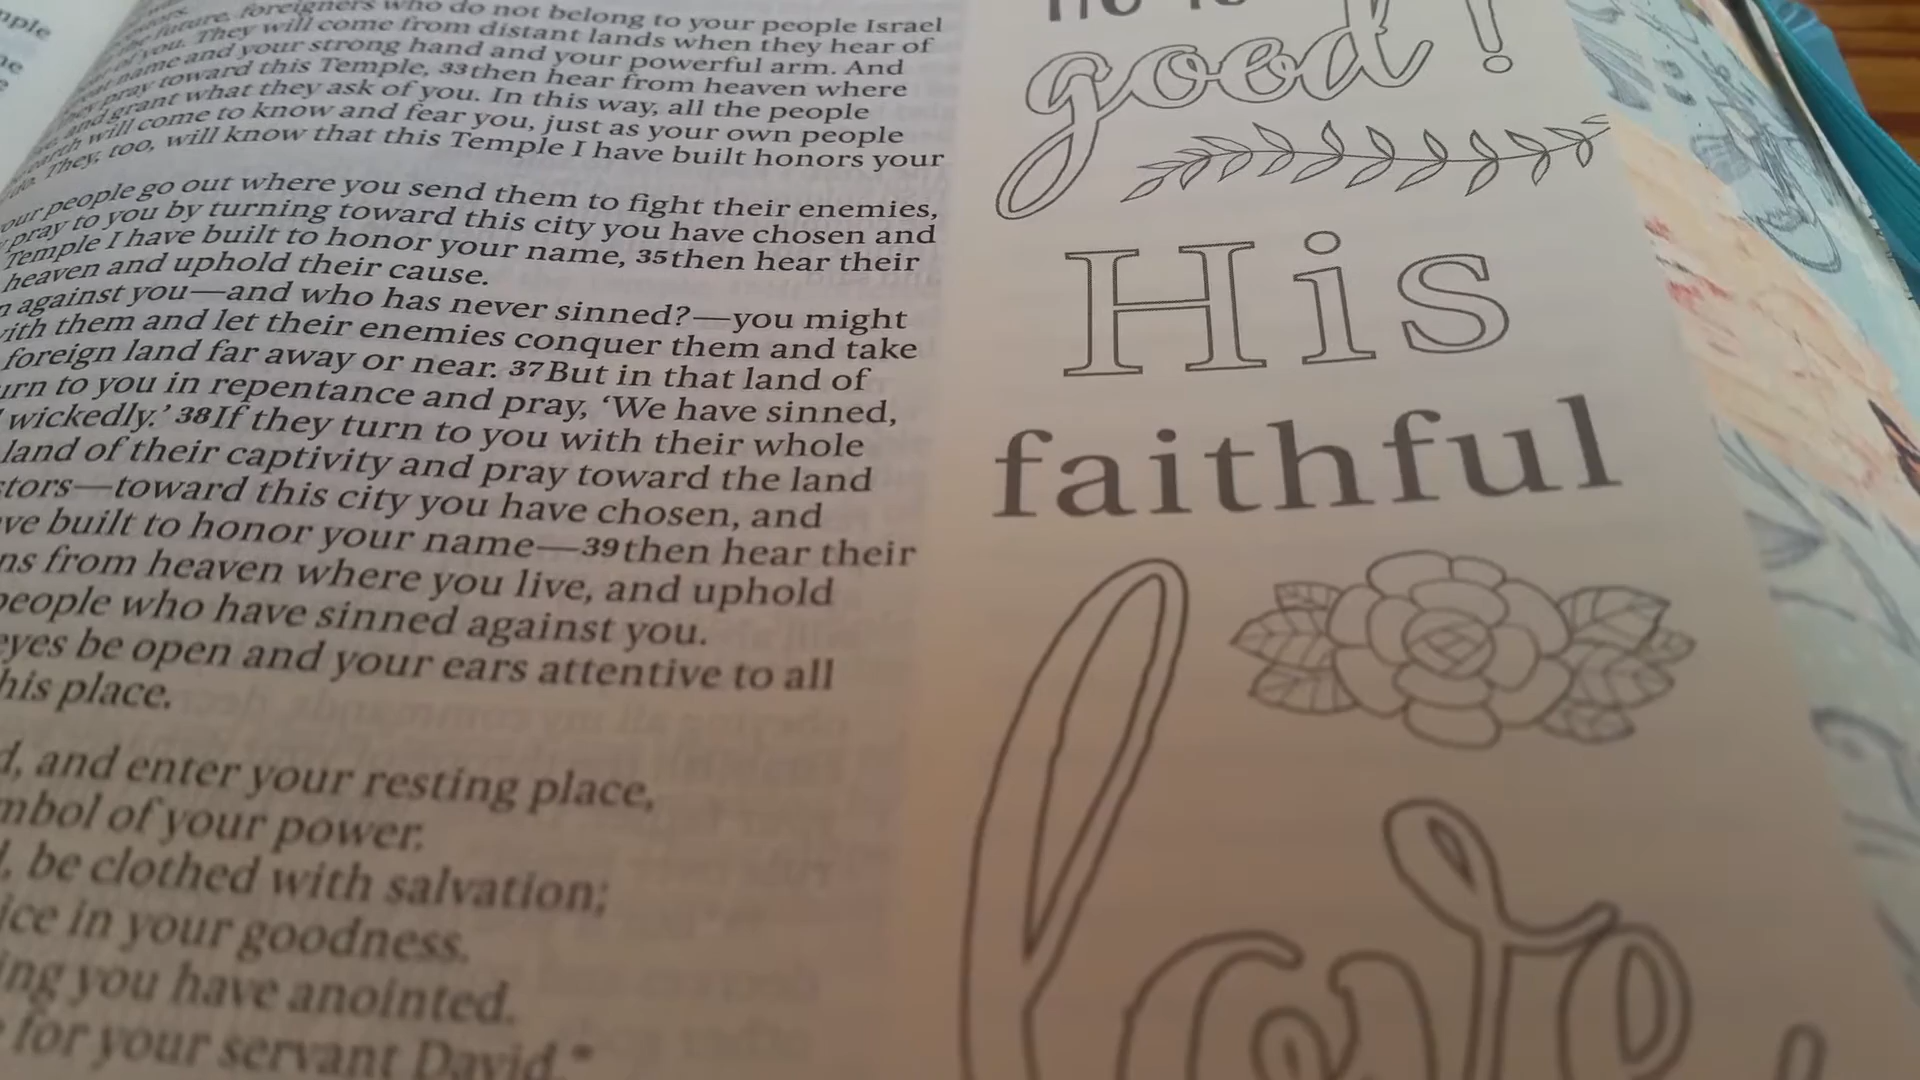 mple
ne
the future, foreigners who do not belong to your people Israel
of you. They will come from distant lands when they hear of
name and your strong hand and your powerful arm. And
pray toward this Temple, 33then hear from heaven where
and grant what they ask of you. In this way, all the people
earth will come to know and fear you, just as your own people
They, too, will know that this Temple I have built honors your
our people go out where you send them to fight their enemies,
pray to you by turning toward this city you have chosen and
Temple I have built to honor your name, 35then hear their
heaven and uphold their cause.
n against you—and who has never sinned?—you might
with them and let their enemies conquer them and take
foreign land far away or near. 37But in that land of
urn to you in repentance and pray, ‘We have sinned,
wickedly.’ 38If they turn to you with their whole
land of their captivity and pray toward the land
stors—toward this city you have chosen, and
ve built to honor your name—39then hear their
ns from heaven where you live, and uphold
people who have sinned against you.
eyes be open and your ears attentive to all
his place.
d, and enter your resting place,
mbol of your power.
d, be clothed with salvation;
ice in your goodness.
ing you have anointed.
for your servant David.*
good!
His
faithful
love